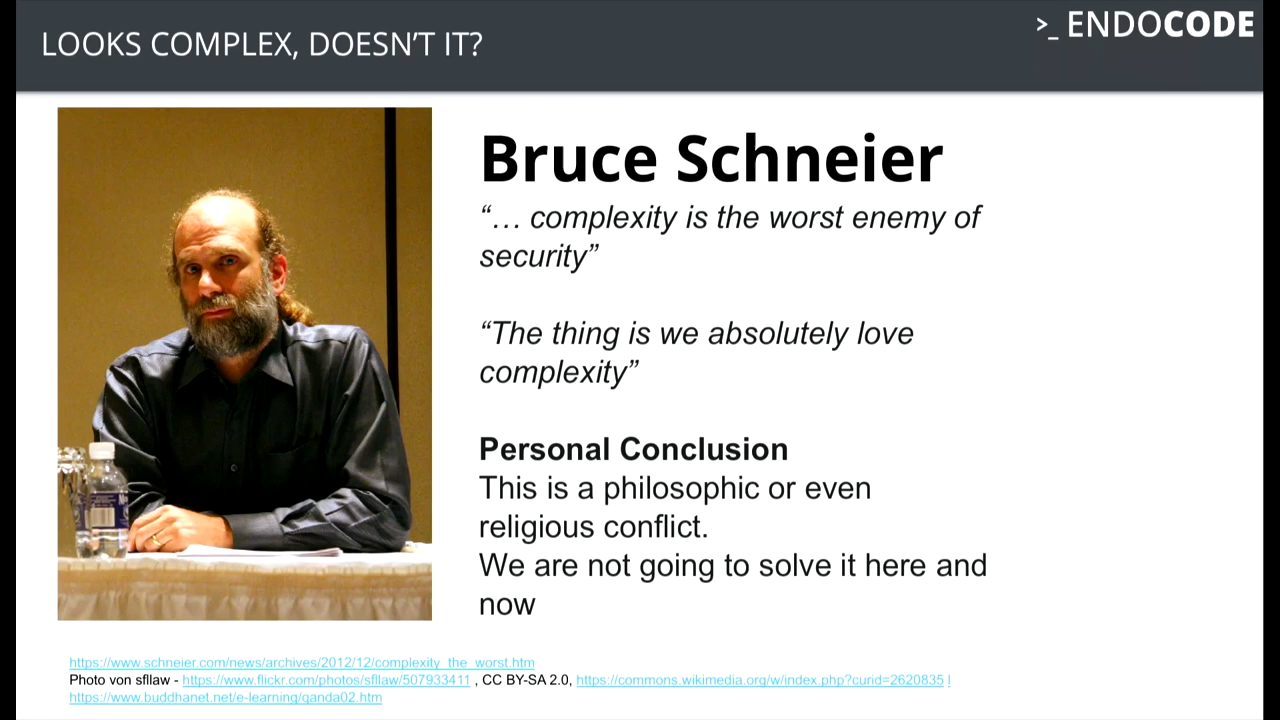 LOOKS COMPLEX, DOESN'T IT?
>_ ENDOCODE
Bruce Schneier
“… complexity is the worst enemy of
security”
“The thing is we absolutely love
complexity”
Personal Conclusion
This is a philosophic or even
religious conflict.
We are not going to solve it here and
now
https://www.schneier.com/news/archives/2012/12/complexity_the_worst.htm
Photo von sfllaw - https://www.flickr.com/photos/sfllaw/507933411 , CC BY-SA 2.0, https://commons.wikimedia.org/w/index.php?curid=2620835 |
https://www.buddhanet.net/e-learning/qanda02.htm